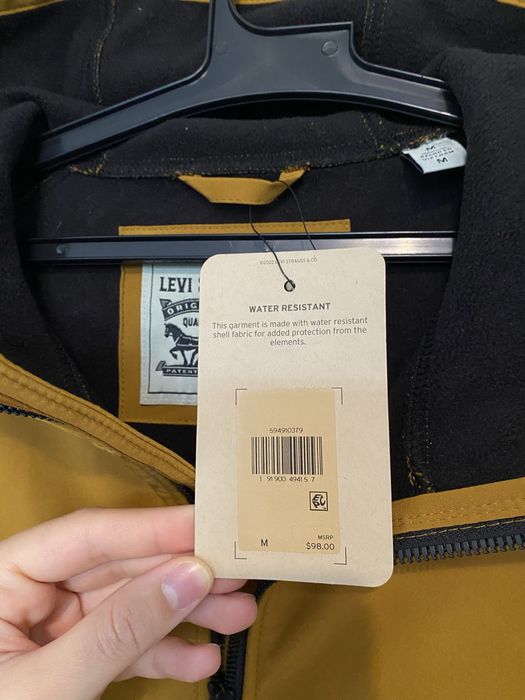 M
LEVI
ORIG
QUA
PATENT
©2022 LEVI STRAUSS & CO.
WATER RESISTANT
This garment is made with water resistant
shell fabric for added protection from the
elements.
594910379
1 91900 49415 7
MSRP
M $98.00